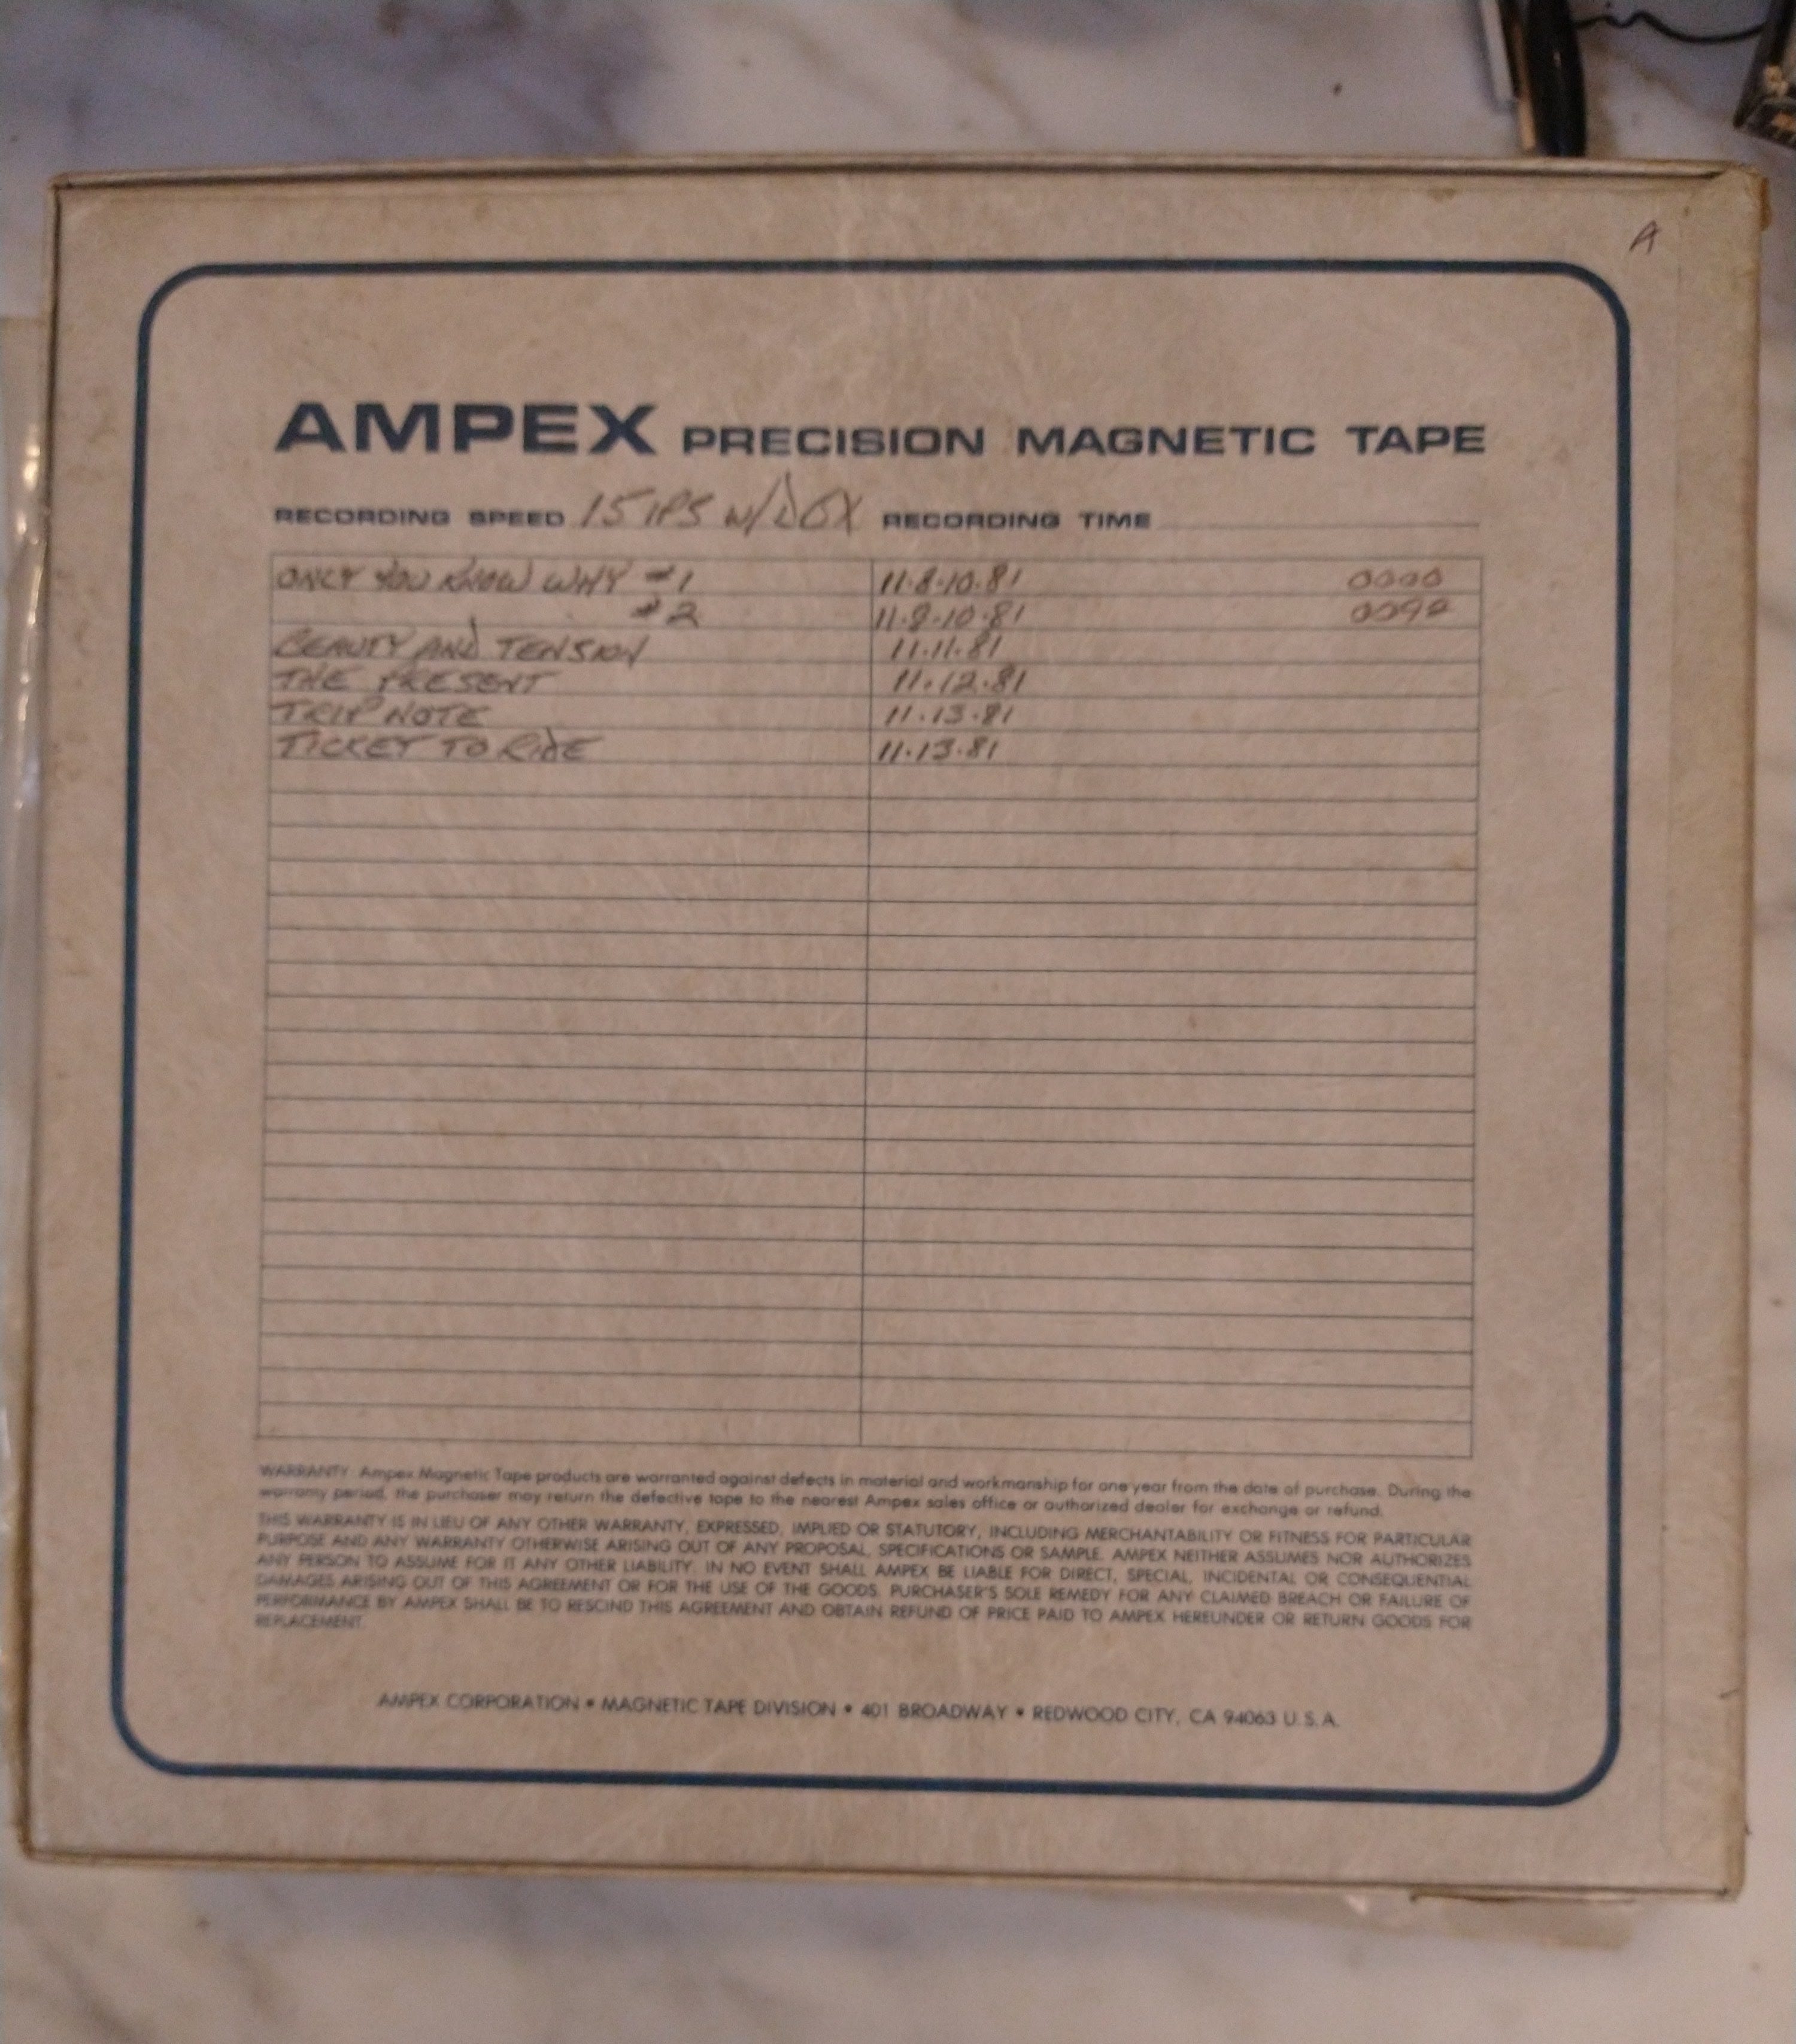 A
AMPEX PRECISION MAGNETIC TAPE
RECORDING SPEED 15 IPS W/DBX RECORDING TIME
ONLY YOU KNOW WHY #1 11.8-10.81 0000
#2 11.8-10.81
BEAUTY AND TENSION 11.11.81
THE PRESENT 11.12.81
TRIP NOTE 11.13.81
TICKET TO RIDE 11.13.81
WARRANTY: Ampex Magnetic Tape products are warranted against defects in material and workmanship for one year from the date of purchase. During the
warranty period, the purchaser may return the defective tape to the nearest Ampex sales office or authorized dealer for exchange or refund.
THIS WARRANTY IS IN LIEU OF ANY OTHER WARRANTY, EXPRESSED, IMPLIED OR STATUTORY, INCLUDING MERCHANTABILITY OR FITNESS FOR PARTICULAR
PURPOSE AND ANY WARRANTY OTHERWISE ARISING OUT OF ANY PROPOSAL, SPECIFICATIONS OR SAMPLE. AMPEX NEITHER ASSUMES NOR AUTHORIZES
ANY PERSON TO ASSUME FOR IT ANY OTHER LIABILITY. IN NO EVENT SHALL AMPEX BE LIABLE FOR DIRECT, SPECIAL, INCIDENTAL OR CONSEQUENTIAL
DAMAGES ARISING OUT OF THIS AGREEMENT OR FOR THE USE OF THE GOODS. PURCHASER'S SOLE REMEDY FOR ANY CLAIMED BREACH OR FAILURE OF
PERFORMANCE BY AMPEX SHALL BE TO RESCIND THIS AGREEMENT AND OBTAIN REFUND OF PRICE PAID TO AMPEX HEREUNDER OR RETURN GOODS FOR
REPLACEMENT.
AMPEX CORPORATION • MAGNETIC TAPE DIVISION • 401 BROADWAY • REDWOOD CITY, CA 94063 U.S.A.